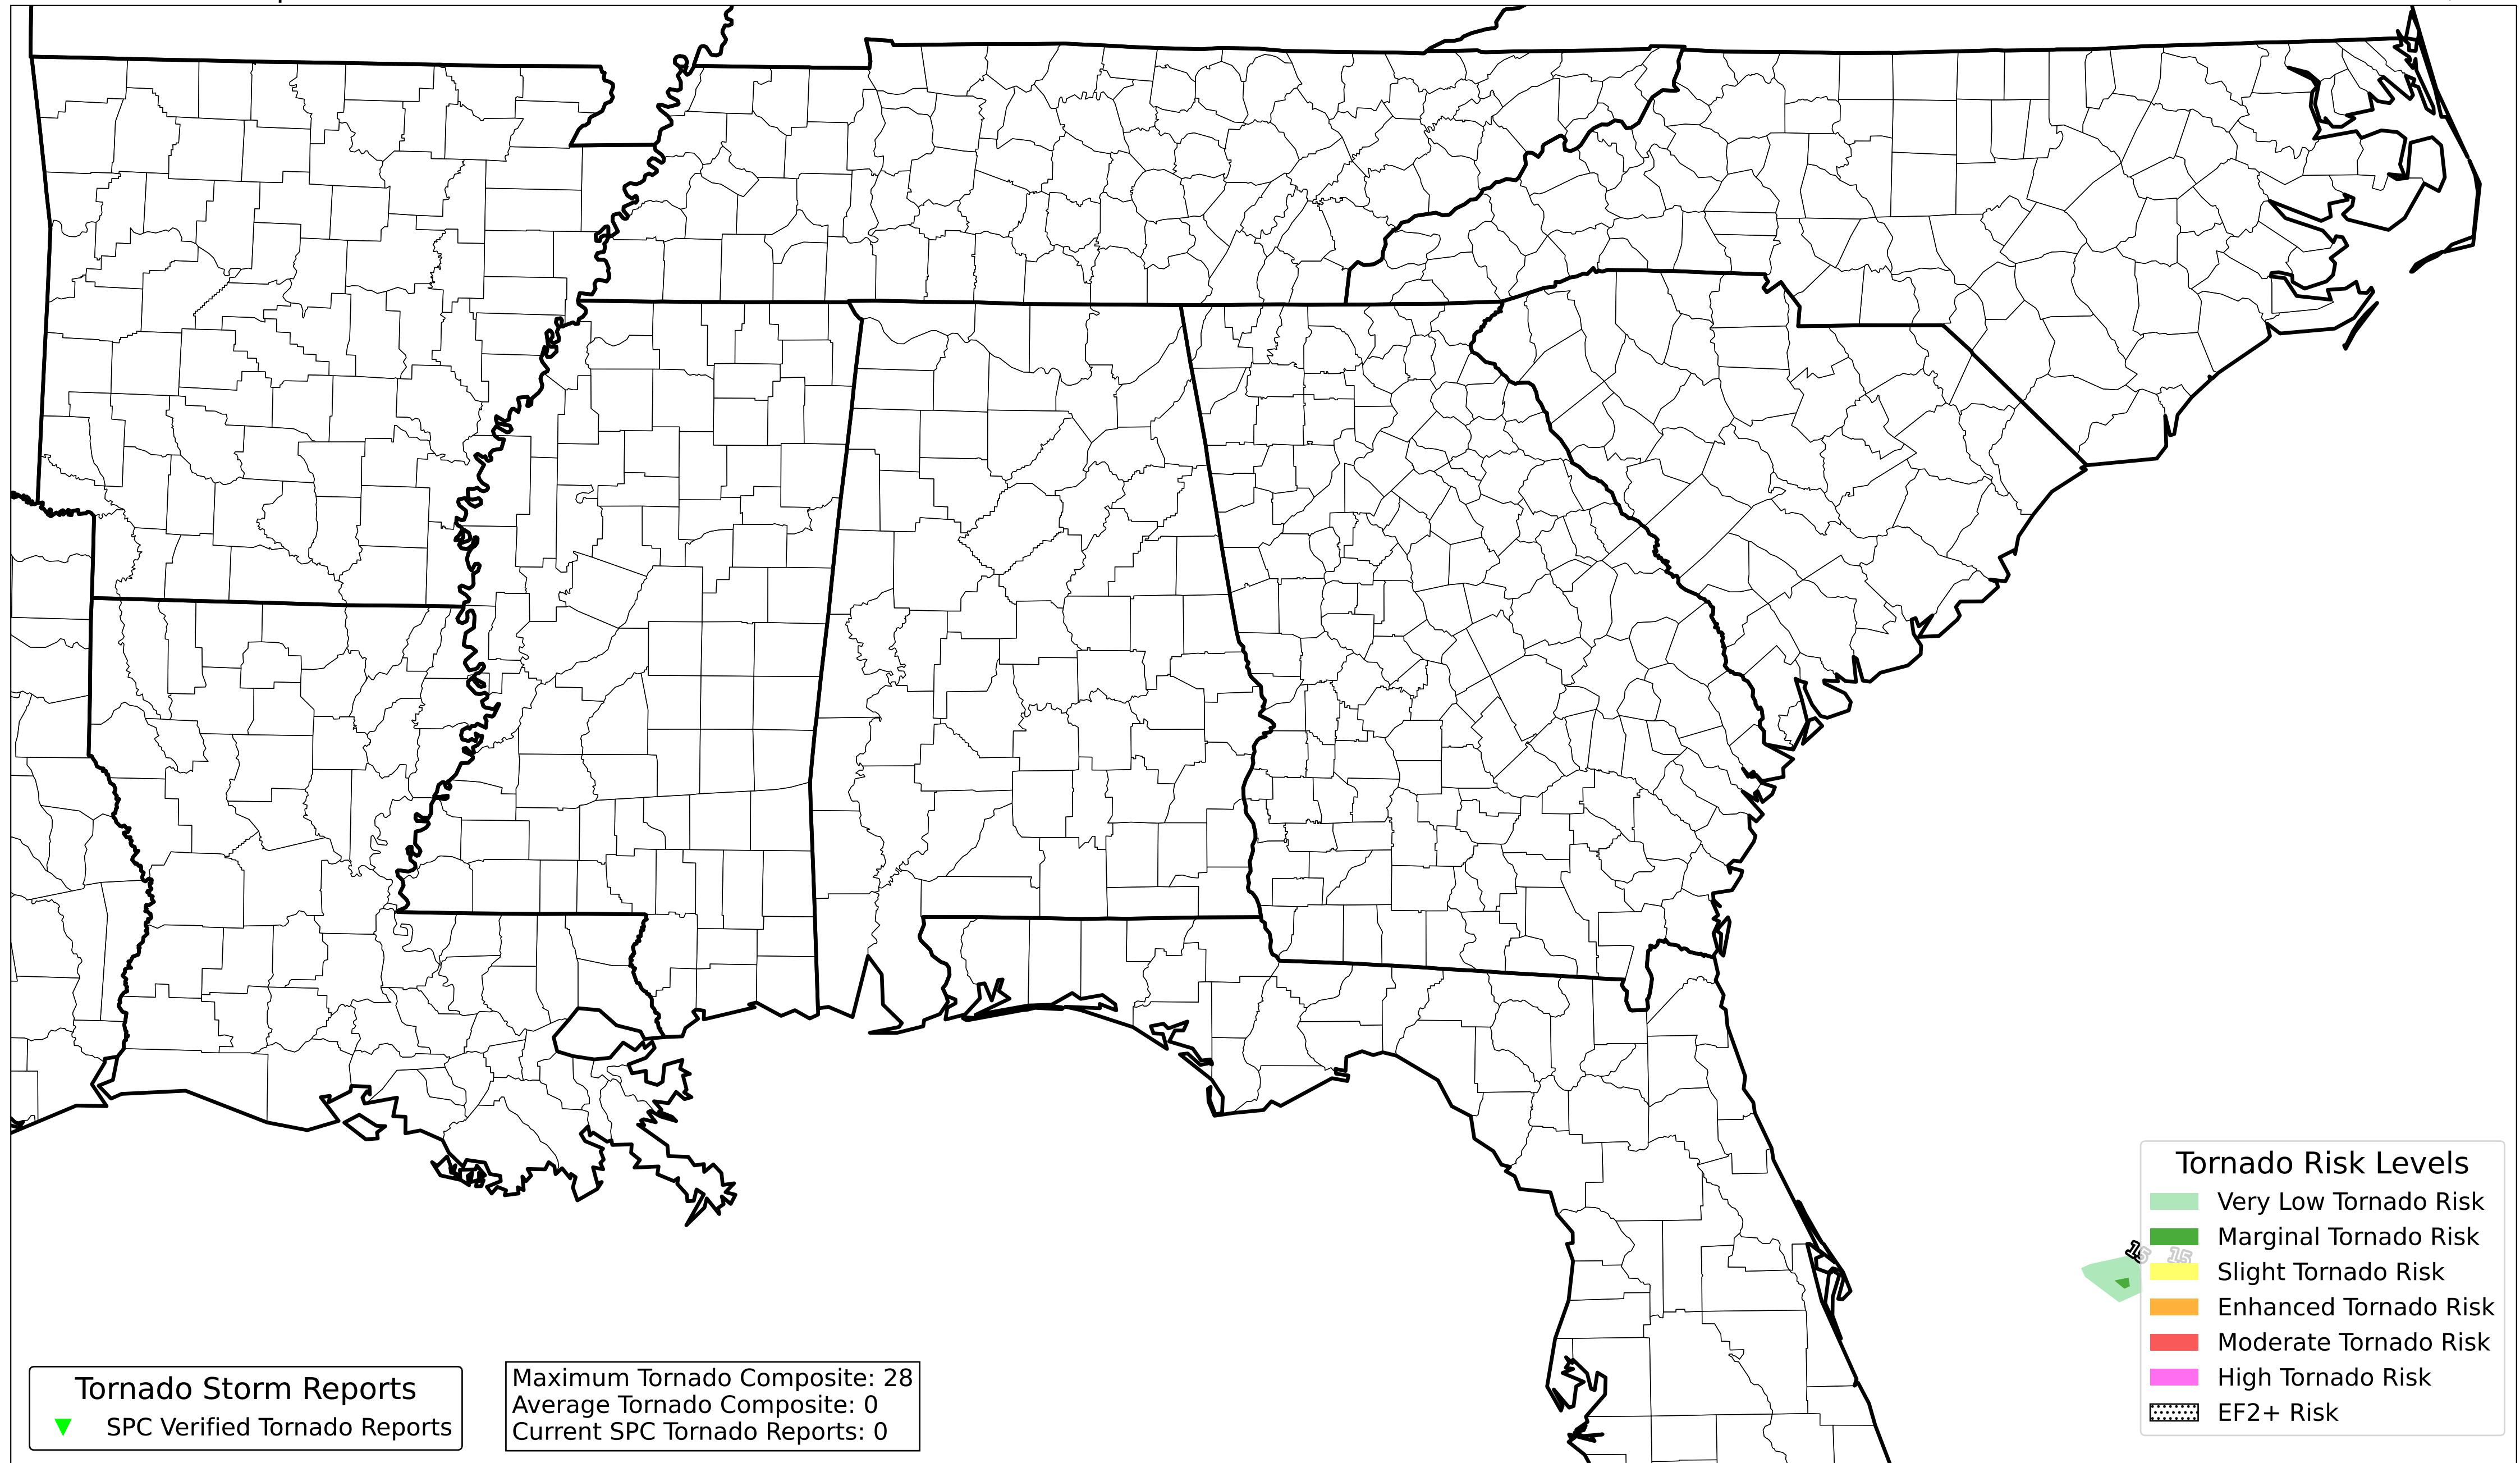 15 15
Tornado Risk Levels
Very Low Tornado Risk
Marginal Tornado Risk
Slight Tornado Risk
Enhanced Tornado Risk
Moderate Tornado Risk
High Tornado Risk
EF2+ Risk
Tornado Storm Reports
SPC Verified Tornado Reports
Maximum Tornado Composite: 28
Average Tornado Composite: 0
Current SPC Tornado Reports: 0